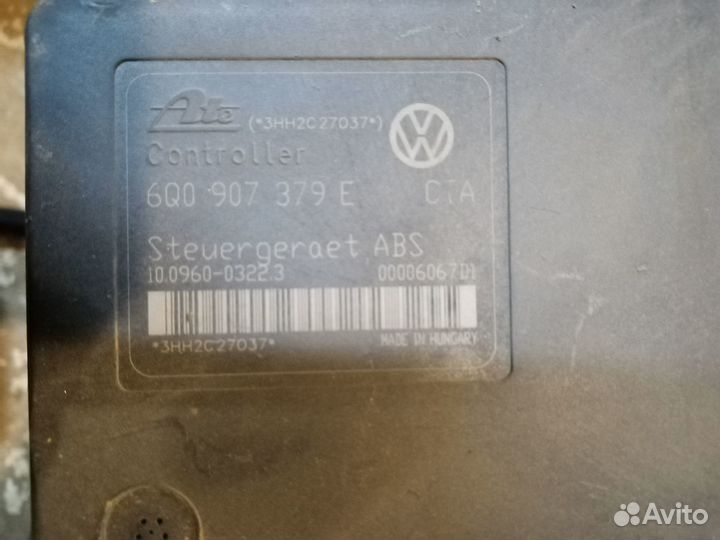 Ate (*3HH2C27037*)
VW
Controller
6Q0 907 379 E CTA
Steuergeraet ABS
10.0960-0322.3 00006067D1
*3HH2C27037* MADE IN HUNGARY
Avito